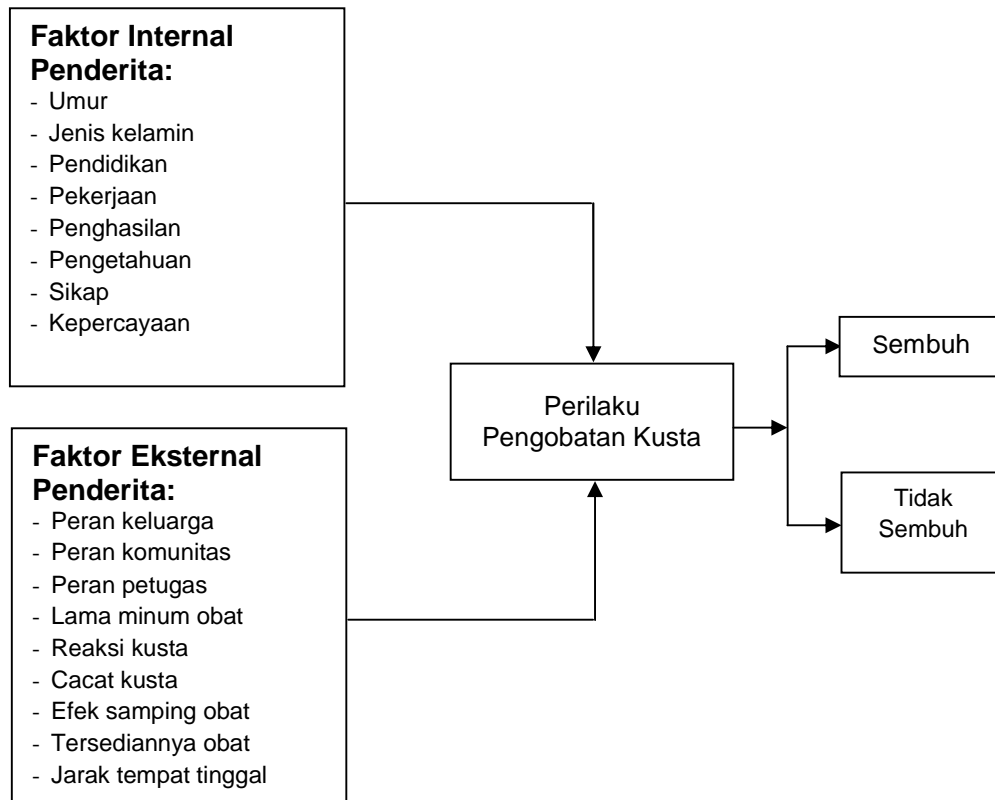 Faktor Internal
Penderita:
- Umur
- Jenis kelamin
- Pendidikan
- Pekerjaan
- Penghasilan
- Pengetahuan
- Sikap
- Kepercayaan
Faktor Eksternal
Penderita:
- Peran keluarga
- Peran komunitas
- Peran petugas
- Lama minum obat
- Reaksi kusta
- Cacat kusta
- Efek samping obat
- Tersediannya obat
- Jarak tempat tinggal
Perilaku
Pengobatan Kusta
Sembuh
Tidak
Sembuh